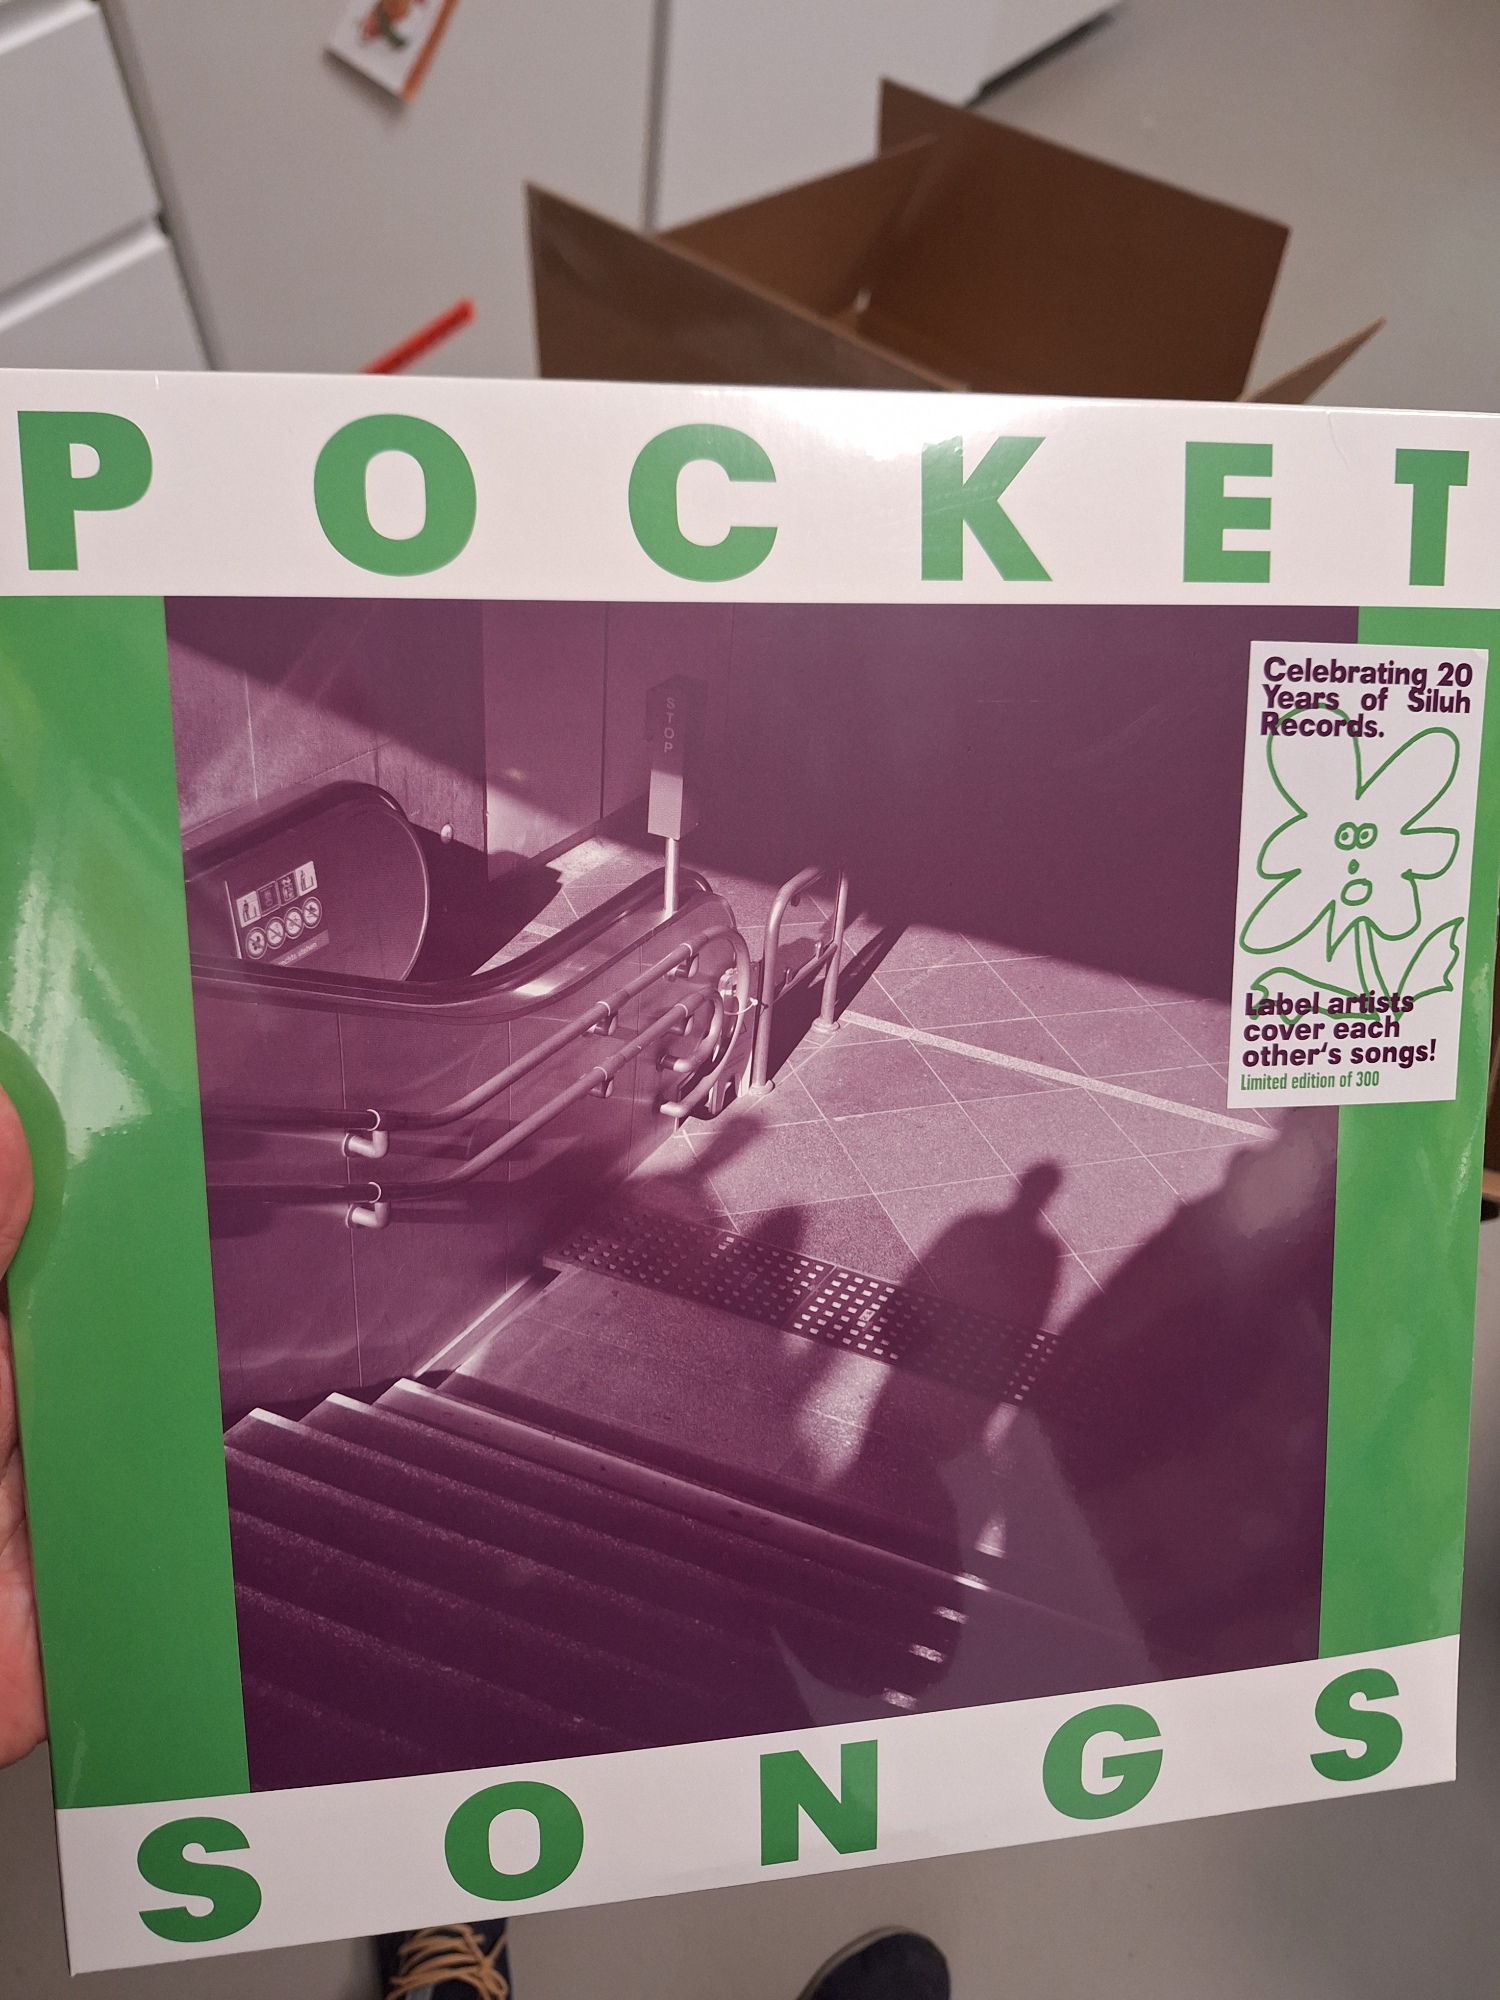 POCKET
Celebrating 20
Years of Siluh
Records.
STOP
Label artists
cover each
other's songs!
Limited edition of 300
SONGS